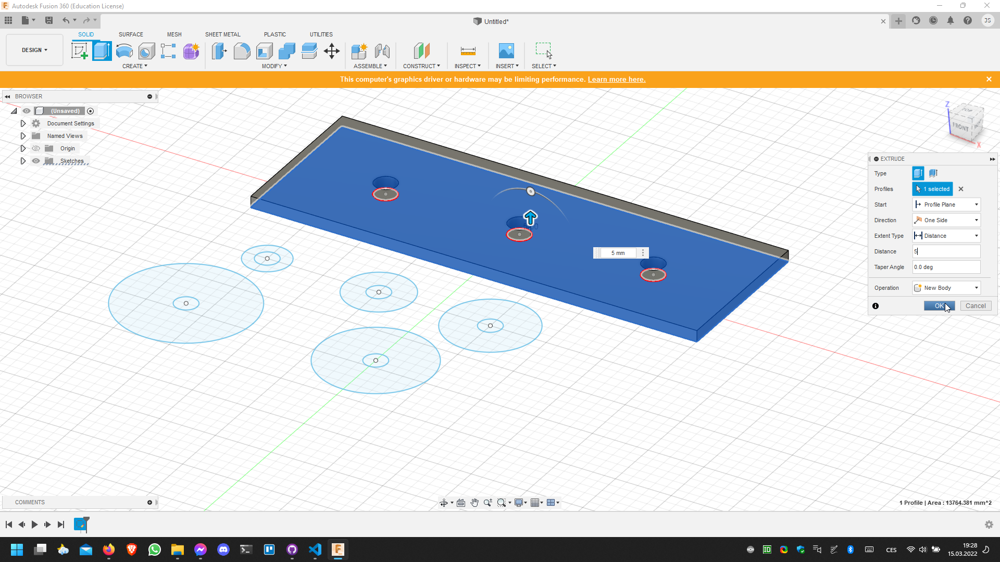 Autodesk Fusion 360 (Education License)
Untitled*
JS
DESIGN
SOLID
SURFACE
MESH
SHEET METAL
PLASTIC
UTILITIES
CREATE
MODIFY
ASSEMBLE
CONSTRUCT
INSPECT
INSERT
SELECT
This computer's graphics driver or hardware may be limiting performance. Learn more here.
BROWSER
(Unsaved)
Document Settings
Named Views
Origin
Sketches
Z
TOP
FRONT
X
EXTRUDE
Type
Profiles 1 selected
Start Profile Plane
Direction One Side
Extent Type Distance
Distance 5
Taper Angle 0.0 deg
Operation New Body
OK Cancel
5 mm
COMMENTS
1 Profile | Area : 13764.381 mm^2
CES
19:28
15.03.2022